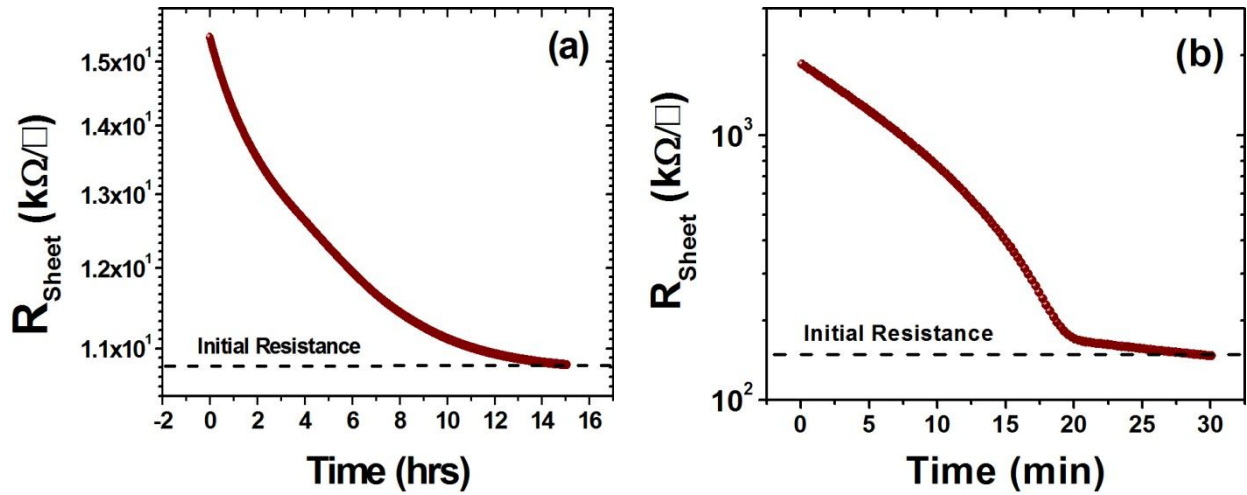 (a)
R_Sheet (kΩ/□)
1.5x10¹
1.4x10¹
1.3x10¹
1.2x10¹
1.1x10¹
Initial Resistance
-2 0 2 4 6 8 10 12 14 16
Time (hrs)
(b)
R_Sheet (kΩ/□)
10³
10²
Initial Resistance
0 5 10 15 20 25 30
Time (min)